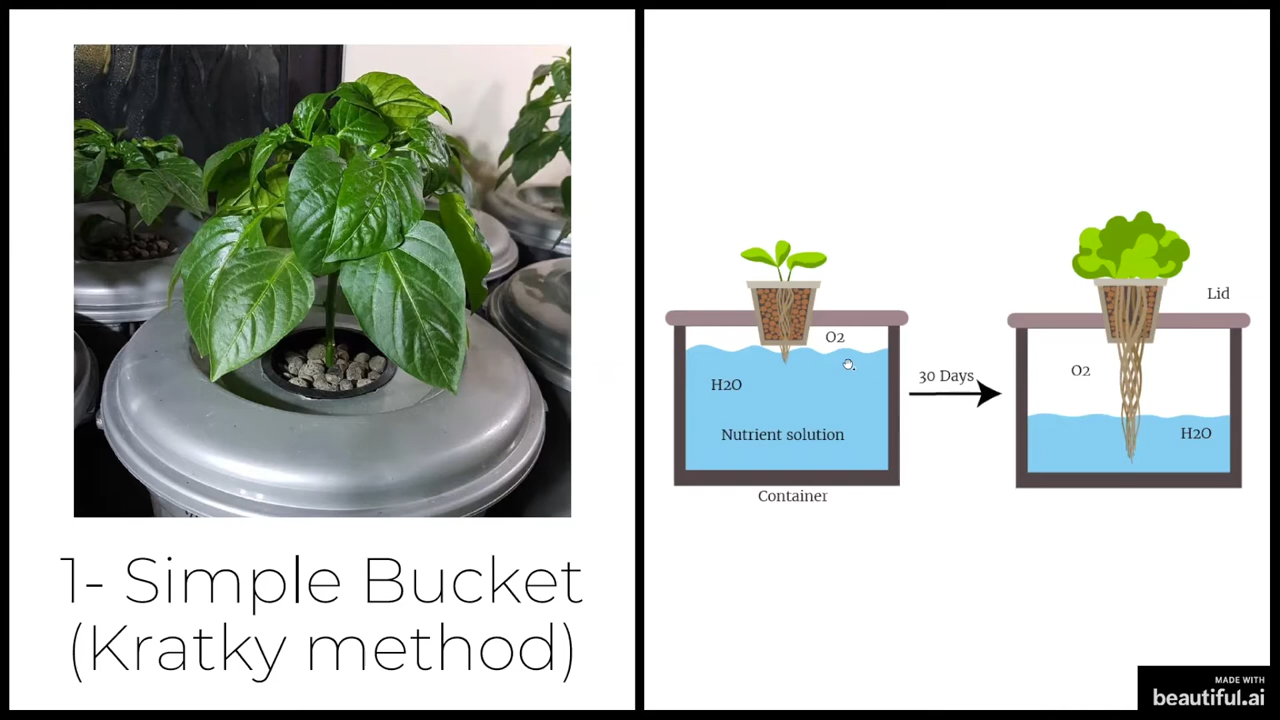 1- Simple Bucket
(Kratky method)
O2
H2O
Nutrient solution
Container
30 Days
Lid
O2
H2O
MADE WITH
beautiful.ai